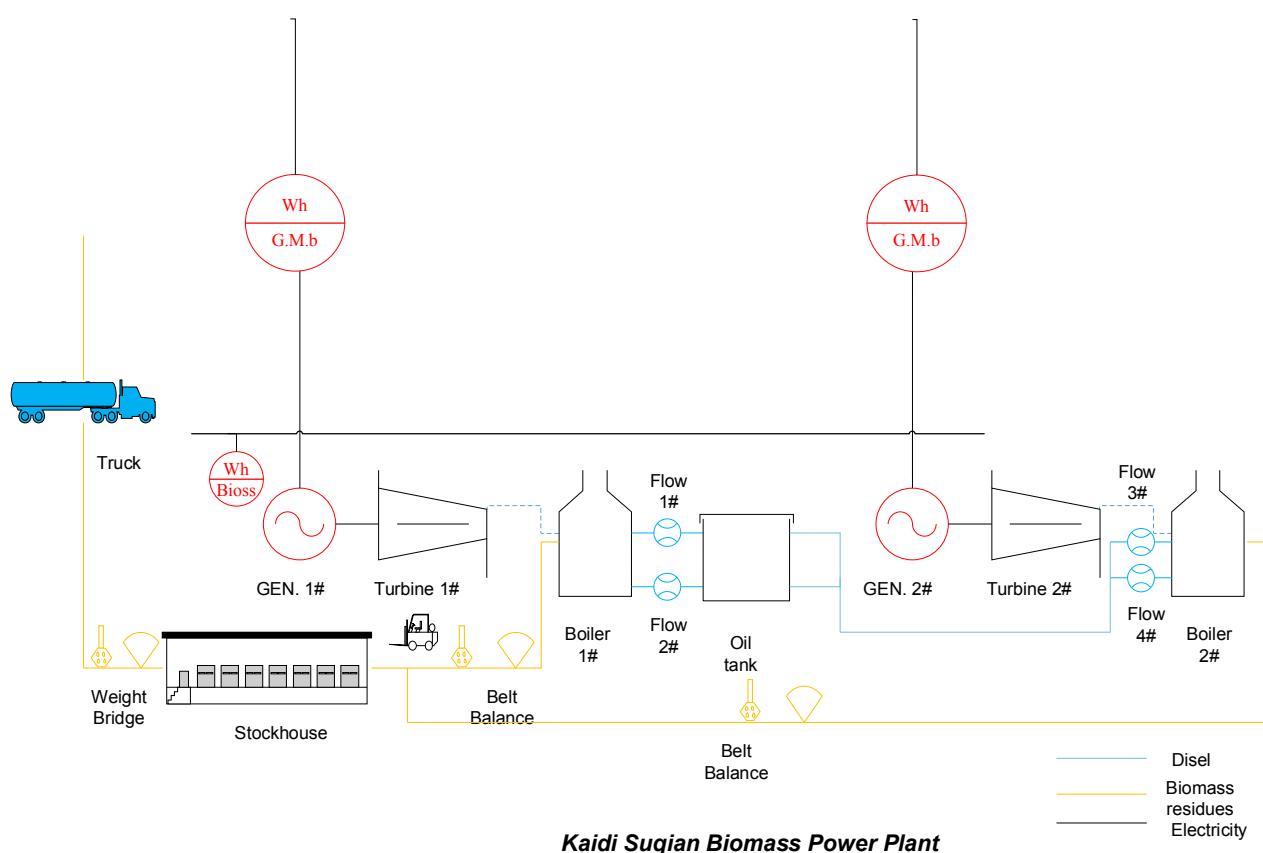 Wh
G.M.b
Wh
G.M.b
Truck
Wh
Bioss
Flow
1#
Flow
3#
GEN. 1#
Turbine 1#
GEN. 2#
Turbine 2#
Boiler
1#
Flow
2#
Oil
tank
Flow
4#
Boiler
2#
Weight
Bridge
Stockhouse
Belt
Balance
Belt
Balance
Disel
Biomass
residues
Electricity
Kaidi Suqian Biomass Power Plant